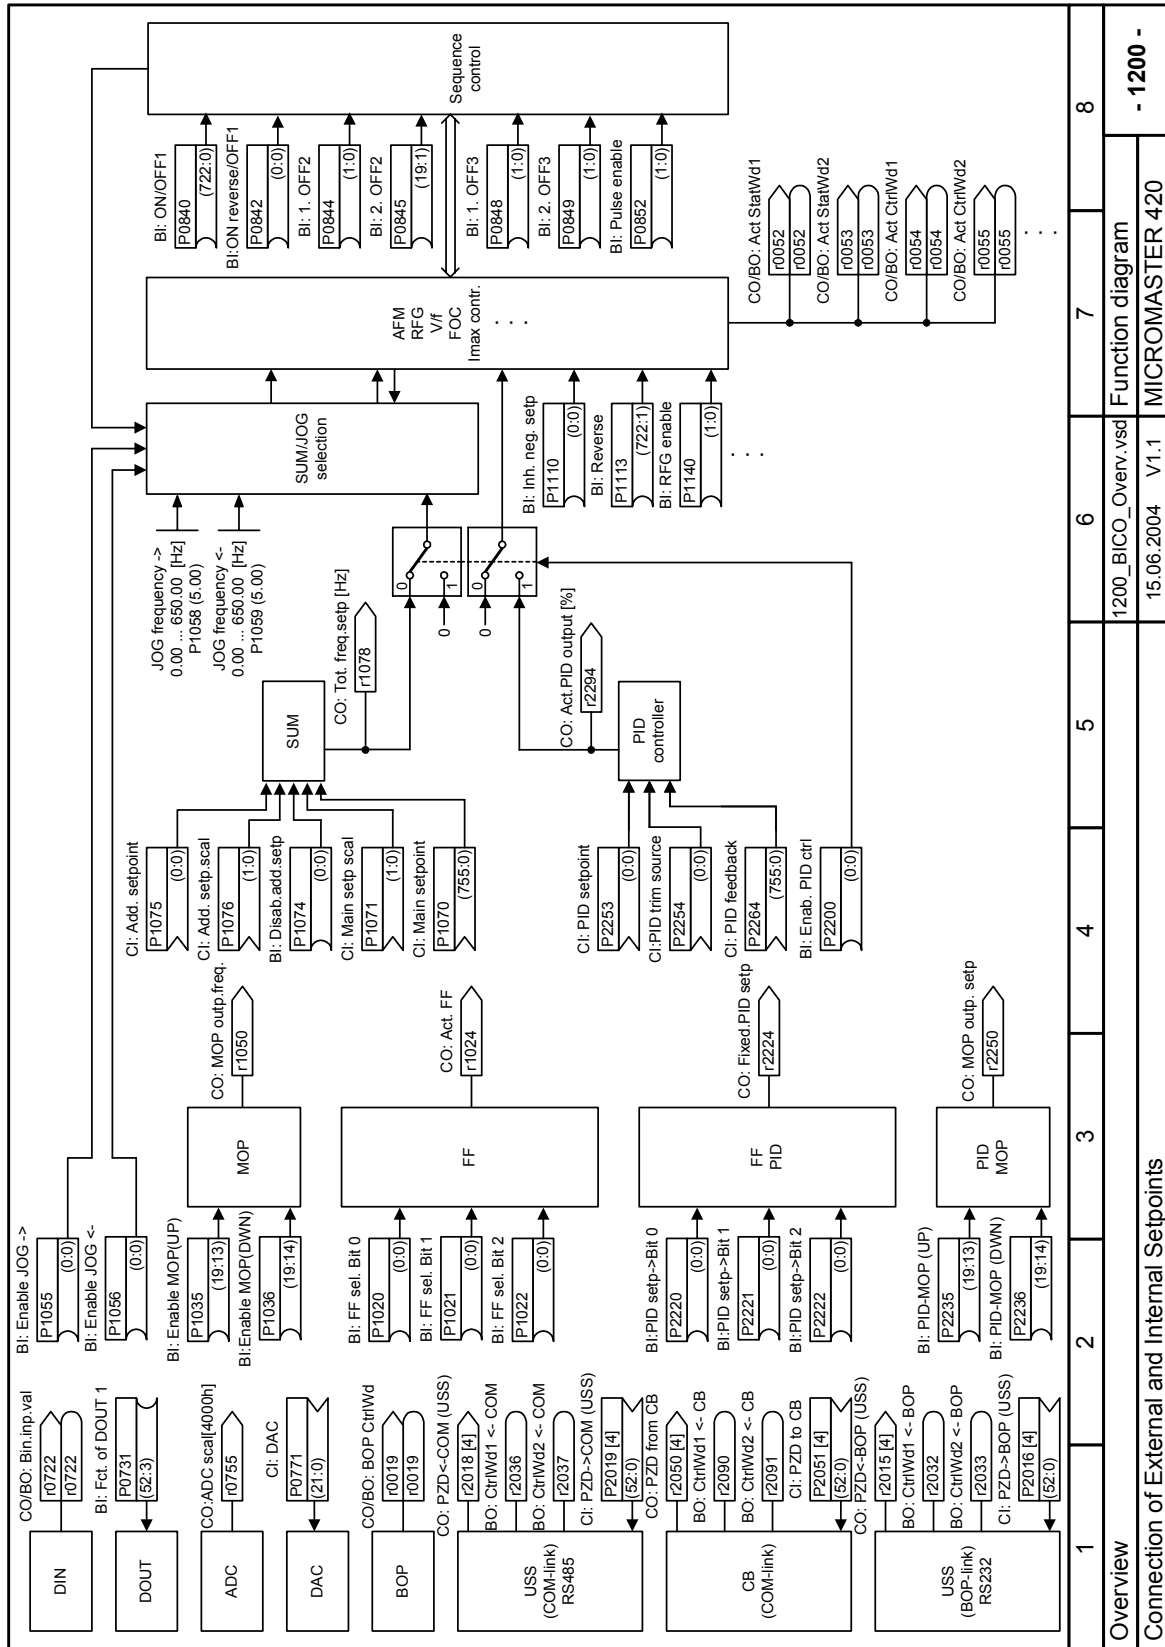 DIN
CO/BO: Bin.inp.val
r0722
r0722
DOUT
BI: Fct. of DOUT 1
P0731
(52:3)
ADC
CO:ADC scal[4000h]
r0755
DAC
CI: DAC
P0771
(21:0)
BOP
CO/BO: BOP CtrlWd
r0019
r0019
USS
(COM-link)
RS485
CO: PZD<-COM (USS)
r2018 [4]
BO: CtrlWd1 <- COM
r2036
BO: CtrlWd2 <- COM
r2037
CI: PZD->COM (USS)
P2019 [4]
(52:0)
CB
(COM-link)
CO: PZD from CB
r2050 [4]
BO: CtrlWd1 <- CB
r2090
BO: CtrlWd2 <- CB
r2091
CI: PZD to CB
P2051 [4]
(52:0)
USS
(BOP-link)
RS232
CO: PZD<-BOP (USS)
r2015 [4]
BO: CtrlWd1 <- BOP
r2032
BO: CtrlWd2 <- BOP
r2033
CI: PZD->BOP (USS)
P2016 [4]
(52:0)
BI: Enable JOG ->
P1055
(0:0)
BI: Enable JOG <-
P1056
(0:0)
BI: Enable MOP(UP)
P1035
(19:13)
BI:Enable MOP(DWN)
P1036
(19:14)
MOP
CO: MOP outp.freq.
r1050
BI: FF sel. Bit 0
P1020
(0:0)
BI: FF sel. Bit 1
P1021
(0:0)
BI: FF sel. Bit 2
P1022
(0:0)
FF
CO: Act. FF
r1024
BI:PID setp->Bit 0
P2220
(0:0)
BI:PID setp->Bit 1
P2221
(0:0)
BI:PID setp->Bit 2
P2222
(0:0)
FF
PID
CO: Fixed.PID setp
r2224
BI: PID-MOP (UP)
P2235
(19:13)
BI: PID-MOP (DWN)
P2236
(19:14)
PID
MOP
CO: MOP outp. setp
r2250
CI: Add. setpoint
P1075
(0:0)
CI: Add. setp.scal
P1076
(1:0)
BI: Disab.add.setp
P1074
(0:0)
CI: Main setp scal
P1071
(1:0)
CI: Main setpoint
P1070
(755:0)
SUM
CO: Tot. freq.setp [Hz]
r1078
CI: PID setpoint
P2253
(0:0)
CI:PID trim source
P2254
(0:0)
CI: PID feedback
P2264
(755:0)
BI: Enab. PID ctrl
P2200
(0:0)
PID
controller
CO: Act.PID output [%]
r2294
JOG frequency ->
0.00 ... 650.00 [Hz]
P1058 (5.00)
JOG frequency <-
0.00 ... 650.00 [Hz]
P1059 (5.00)
0
1
0
0
1
0
SUM/JOG
selection
BI: Inh. neg. setp
P1110
(0:0)
BI: Reverse
P1113
(722:1)
BI: RFG enable
P1140
(1:0)
. . .
AFM
RFG
V/f
FOC
Imax contr.
. . .
BI: ON/OFF1
P0840
(722:0)
BI:ON reverse/OFF1
P0842
(0:0)
BI: 1. OFF2
P0844
(1:0)
BI: 2. OFF2
P0845
(19:1)
BI: 1. OFF3
P0848
(1:0)
BI: 2. OFF3
P0849
(1:0)
BI: Pulse enable
P0852
(1:0)
Sequence
control
CO/BO: Act StatWd1
r0052
r0052
CO/BO: Act StatWd2
r0053
r0053
CO/BO: Act CtrlWd1
r0054
r0054
CO/BO: Act CtrlWd2
r0055
r0055
. . .
1 2 3 4 5 6 7 8
Overview
1200_BICO_Overv.vsd
Function diagram
- 1200 -
Connection of External and Internal Setpoints
15.06.2004 V1.1
MICROMASTER 420